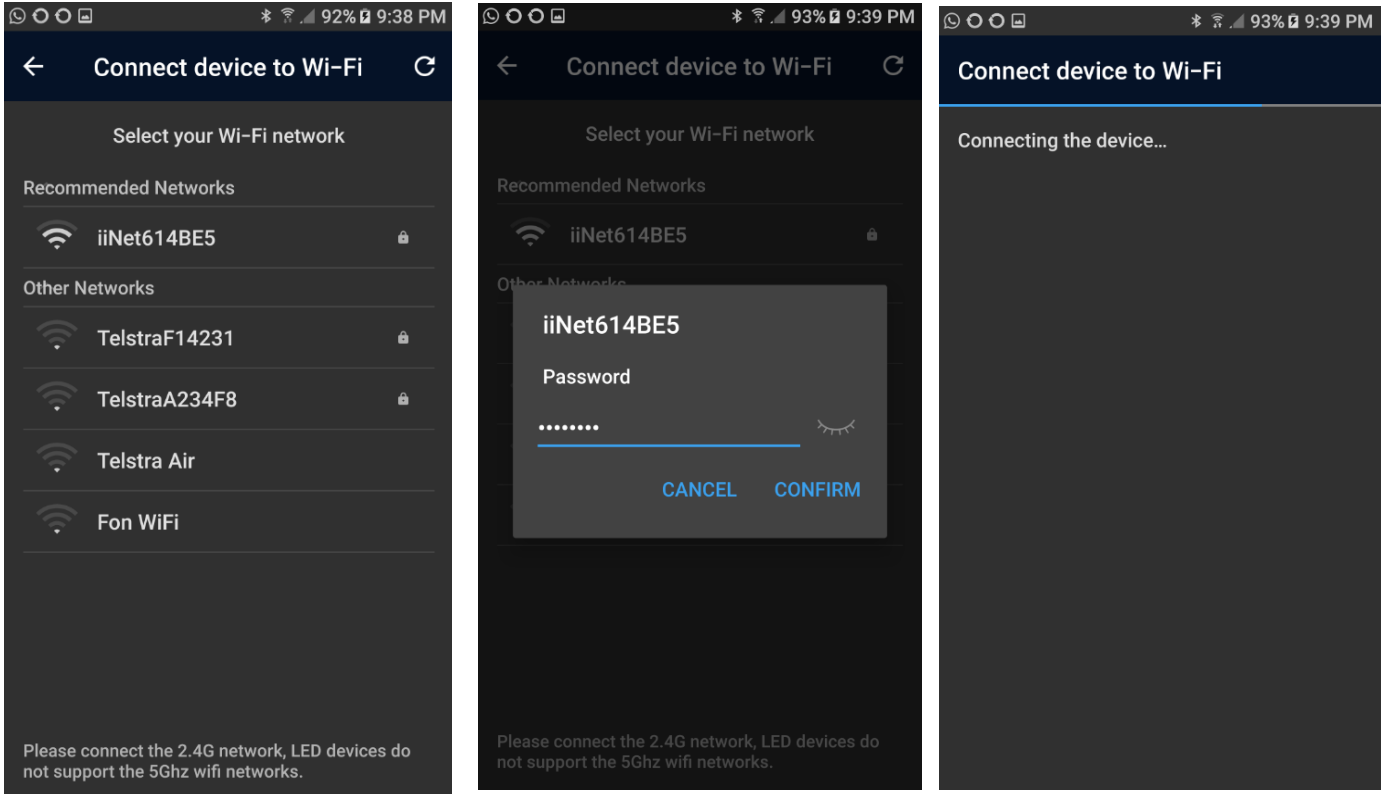 92% 9:38 PM
Connect device to Wi-Fi
Select your Wi-Fi network
Recommended Networks
iiNet614BE5
Other Networks
TelstraF14231
TelstraA234F8
Telstra Air
Fon WiFi
Please connect the 2.4G network, LED devices do
not support the 5Ghz wifi networks.
93% 9:39 PM
Connect device to Wi-Fi
Select your Wi-Fi network
Recommended Networks
iiNet614BE5
Other Networks
iiNet614BE5
Password
••••••••
CANCEL CONFIRM
Please connect the 2.4G network, LED devices do
not support the 5Ghz wifi networks.
93% 9:39 PM
Connect device to Wi-Fi
Connecting the device...